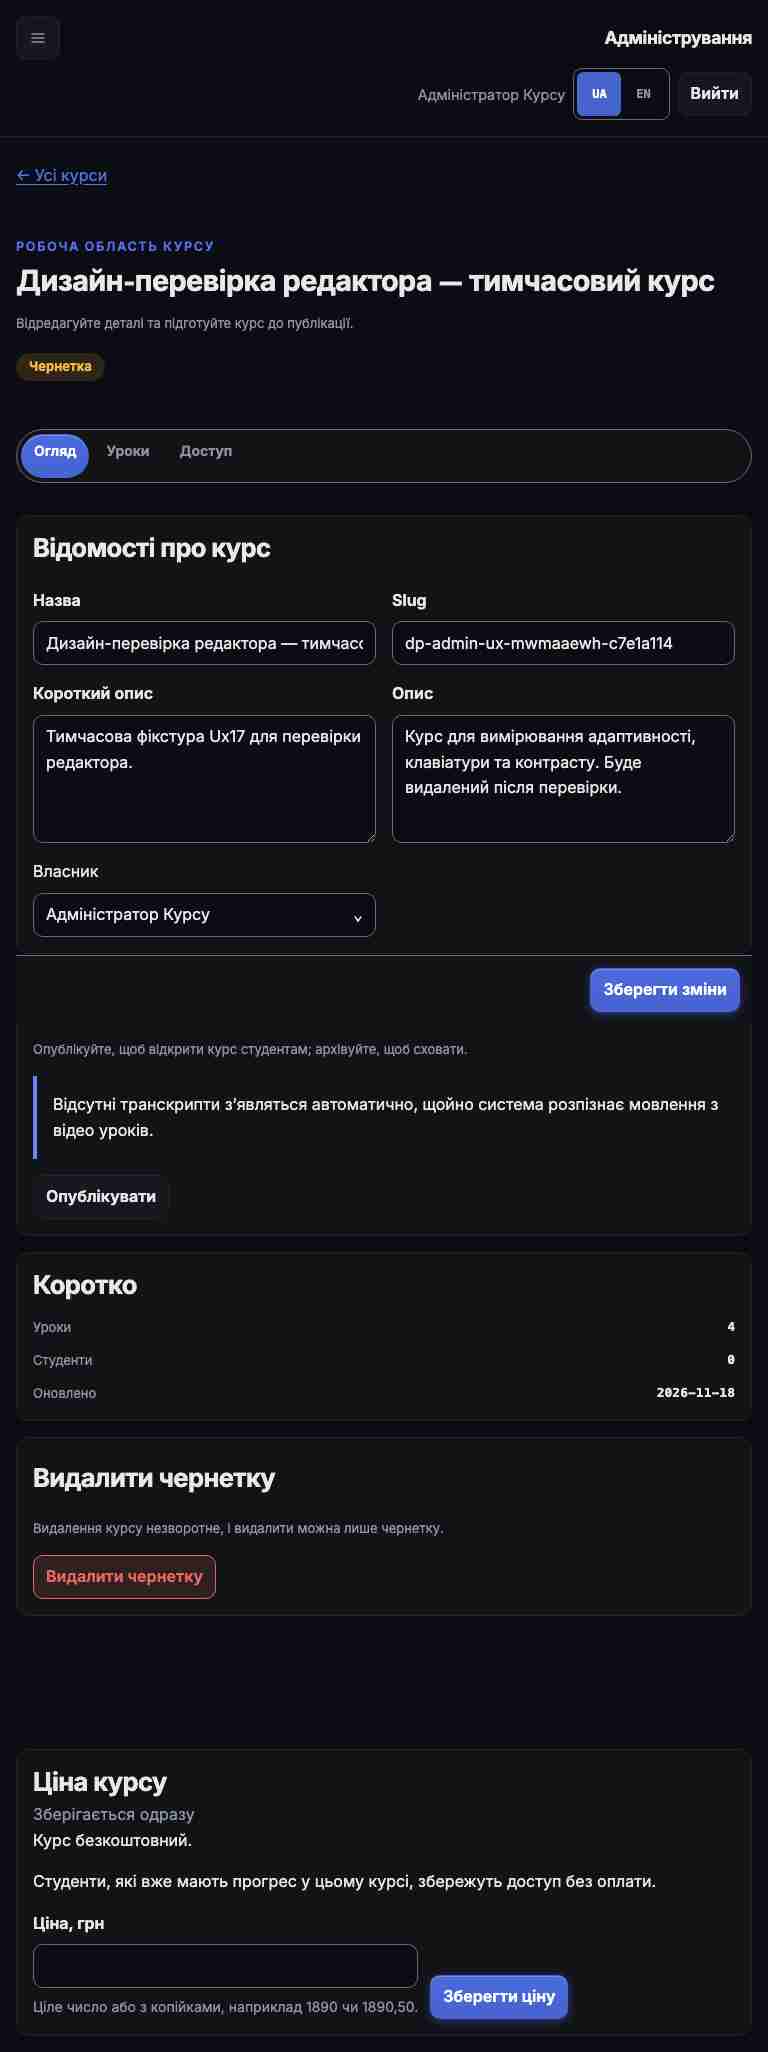 Адміністрування
Адміністратор Курсу
UA
EN
Вийти
← Усі курси
РОБОЧА ОБЛАСТЬ КУРСУ
Дизайн-перевірка редактора — тимчасовий курс
Відредагуйте деталі та підготуйте курс до публікації.
Чернетка
Огляд
Уроки
Доступ
Відомості про курс
Назва
Slug
Дизайн-перевірка редактора — тимчасо
dp-admin-ux-mwmaaewh-c7e1a114
Короткий опис
Опис
Тимчасова фікстура Ux17 для перевірки
редактора.
Курс для вимірювання адаптивності,
клавіатури та контрасту. Буде
видалений після перевірки.
Власник
Адміністратор Курсу
Зберегти зміни
Опублікуйте, щоб відкрити курс студентам; архівуйте, щоб сховати.
Відсутні транскрипти з'являться автоматично, щойно система розпізнає мовлення з
відео уроків.
Опублікувати
Коротко
Уроки
4
Студенти
0
Оновлено
2026-11-18
Видалити чернетку
Видалення курсу незворотне, і видалити можна лише чернетку.
Видалити чернетку
Ціна курсу
Зберігається одразу
Курс безкоштовний.
Студенти, які вже мають прогрес у цьому курсі, збережуть доступ без оплати.
Ціна, грн
Ціле число або з копійками, наприклад 1890 чи 1890,50.
Зберегти ціну